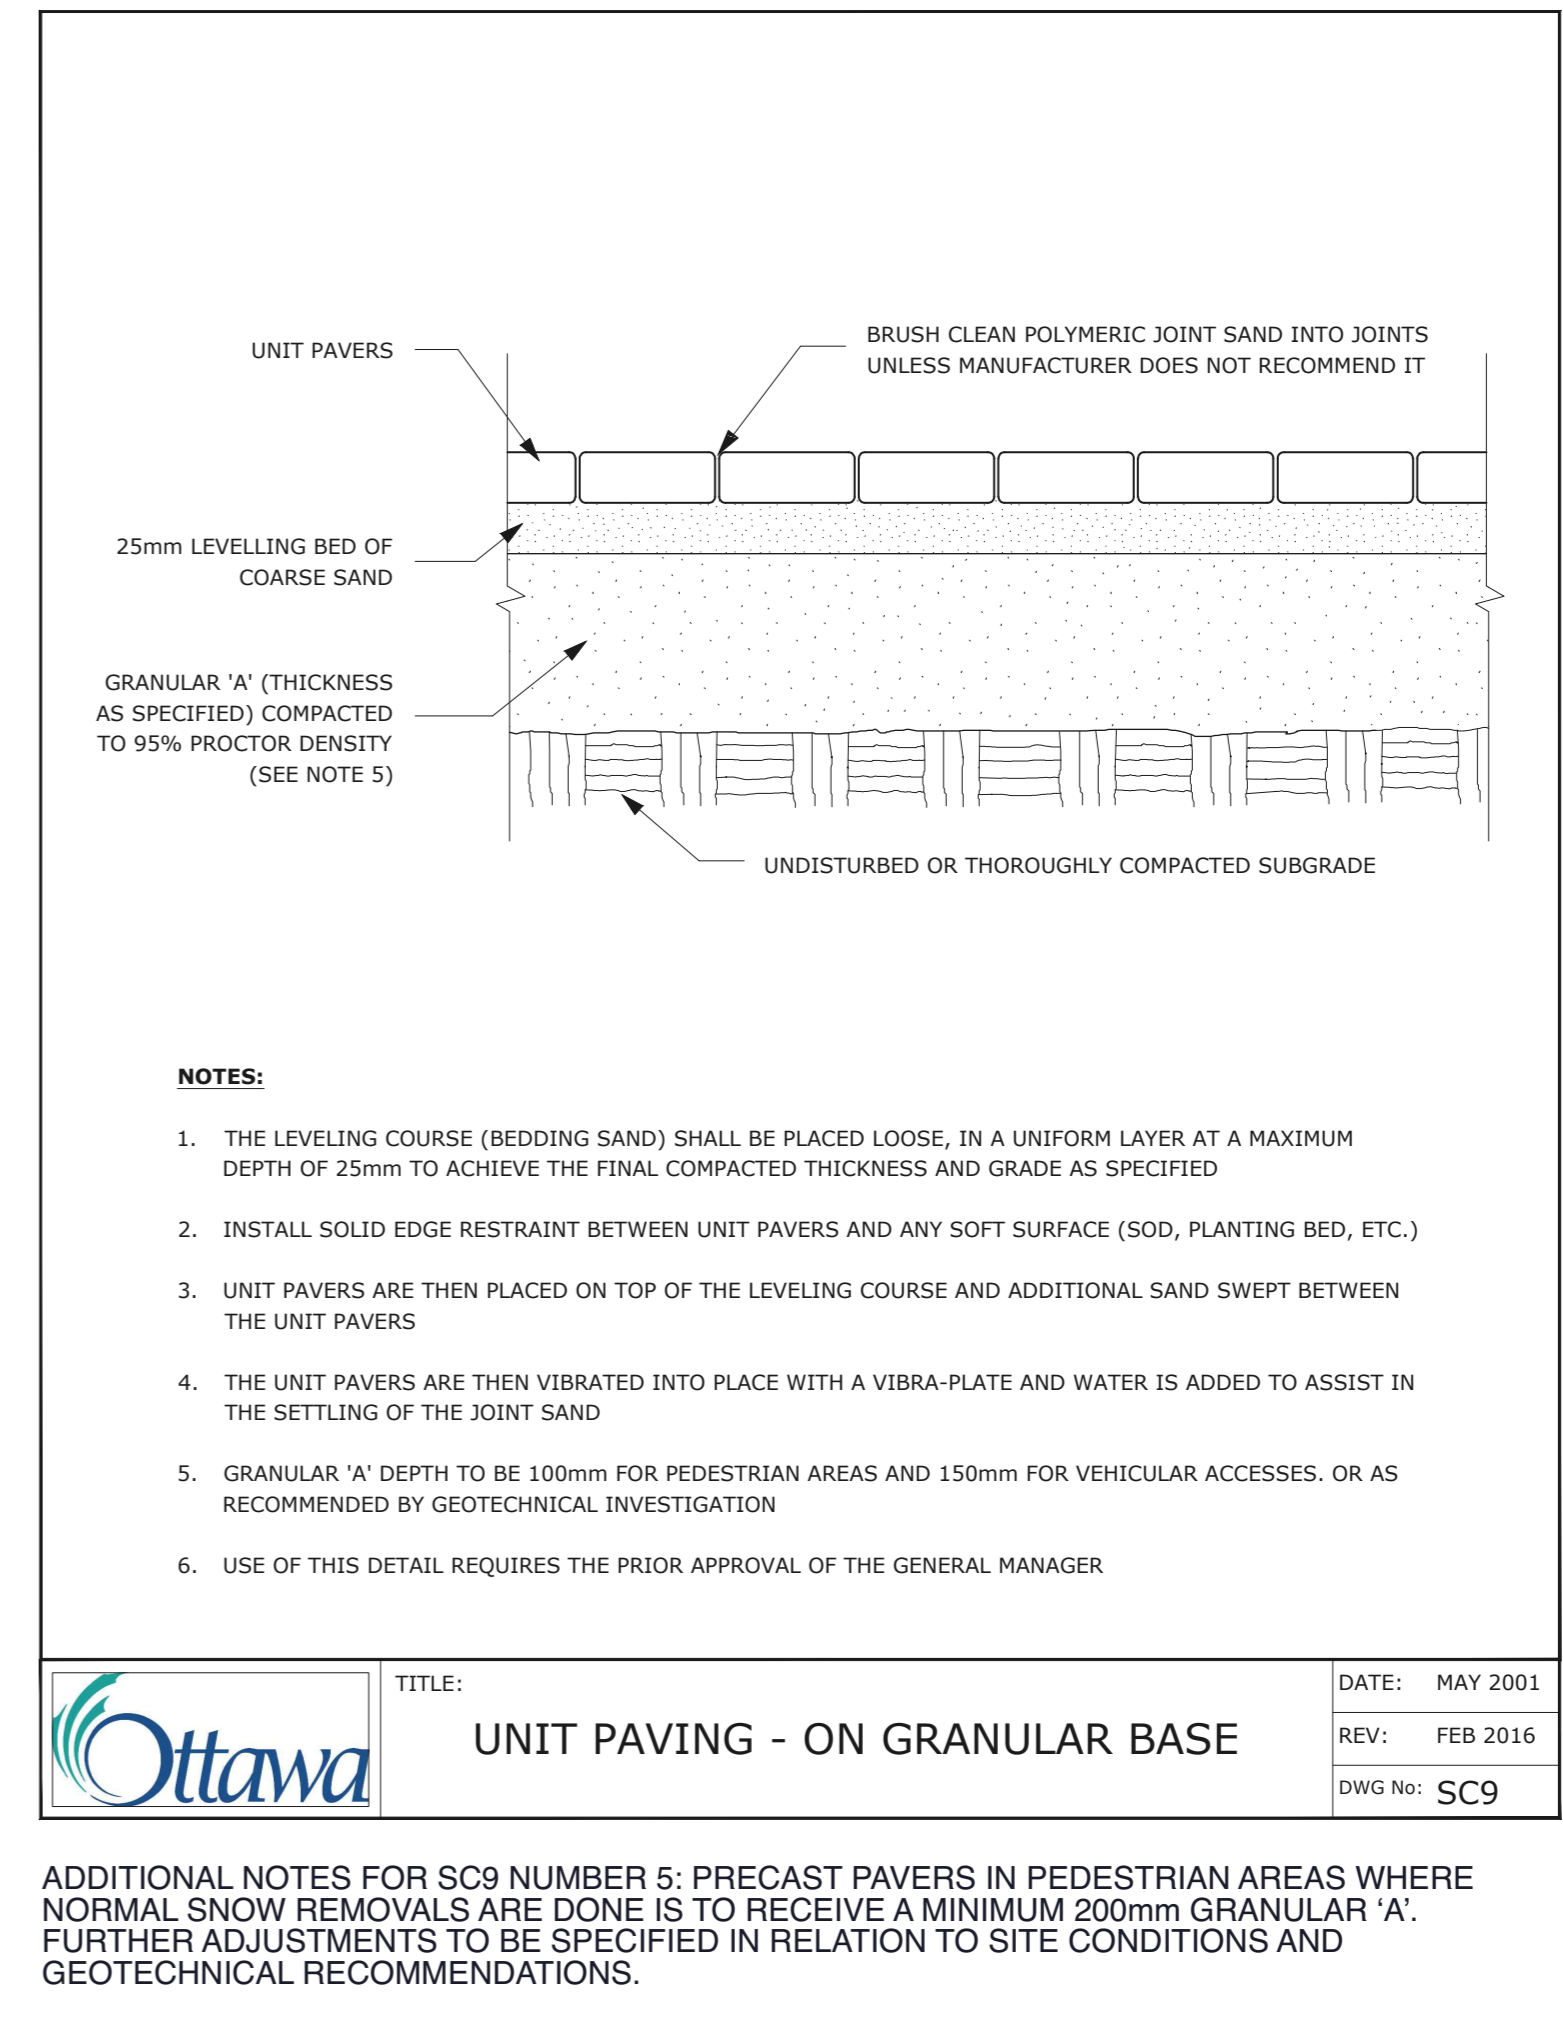 UNIT PAVERS
BRUSH CLEAN POLYMERIC JOINT SAND INTO JOINTS
UNLESS MANUFACTURER DOES NOT RECOMMEND IT
25mm LEVELLING BED OF
COARSE SAND
GRANULAR 'A' (THICKNESS
AS SPECIFIED) COMPACTED
TO 95% PROCTOR DENSITY
(SEE NOTE 5)
UNDISTURBED OR THOROUGHLY COMPACTED SUBGRADE
NOTES:
1. THE LEVELING COURSE (BEDDING SAND) SHALL BE PLACED LOOSE, IN A UNIFORM LAYER AT A MAXIMUM
DEPTH OF 25mm TO ACHIEVE THE FINAL COMPACTED THICKNESS AND GRADE AS SPECIFIED
2. INSTALL SOLID EDGE RESTRAINT BETWEEN UNIT PAVERS AND ANY SOFT SURFACE (SOD, PLANTING BED, ETC.)
3. UNIT PAVERS ARE THEN PLACED ON TOP OF THE LEVELING COURSE AND ADDITIONAL SAND SWEPT BETWEEN
THE UNIT PAVERS
4. THE UNIT PAVERS ARE THEN VIBRATED INTO PLACE WITH A VIBRA-PLATE AND WATER IS ADDED TO ASSIST IN
THE SETTLING OF THE JOINT SAND
5. GRANULAR 'A' DEPTH TO BE 100mm FOR PEDESTRIAN AREAS AND 150mm FOR VEHICULAR ACCESSES. OR AS
RECOMMENDED BY GEOTECHNICAL INVESTIGATION
6. USE OF THIS DETAIL REQUIRES THE PRIOR APPROVAL OF THE GENERAL MANAGER
Ottawa
TITLE:
UNIT PAVING - ON GRANULAR BASE
DATE: MAY 2001
REV: FEB 2016
DWG No: SC9
ADDITIONAL NOTES FOR SC9 NUMBER 5: PRECAST PAVERS IN PEDESTRIAN AREAS WHERE
NORMAL SNOW REMOVALS ARE DONE IS TO RECEIVE A MINIMUM 200mm GRANULAR ‘A’.
FURTHER ADJUSTMENTS TO BE SPECIFIED IN RELATION TO SITE CONDITIONS AND
GEOTECHNICAL RECOMMENDATIONS.